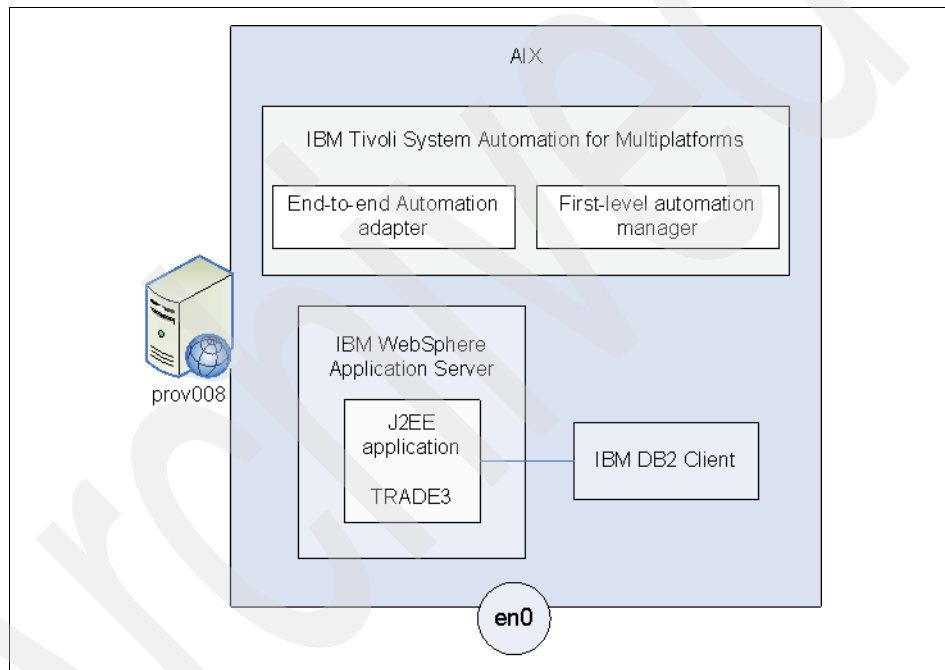 AIX
IBM Tivoli System Automation for Multiplatforms
End-to-end Automation
adapter
First-level automation
manager
prov008
IBM WebSphere
Application Server
J2EE
application
TRADE3
IBM DB2 Client
en0
Archived